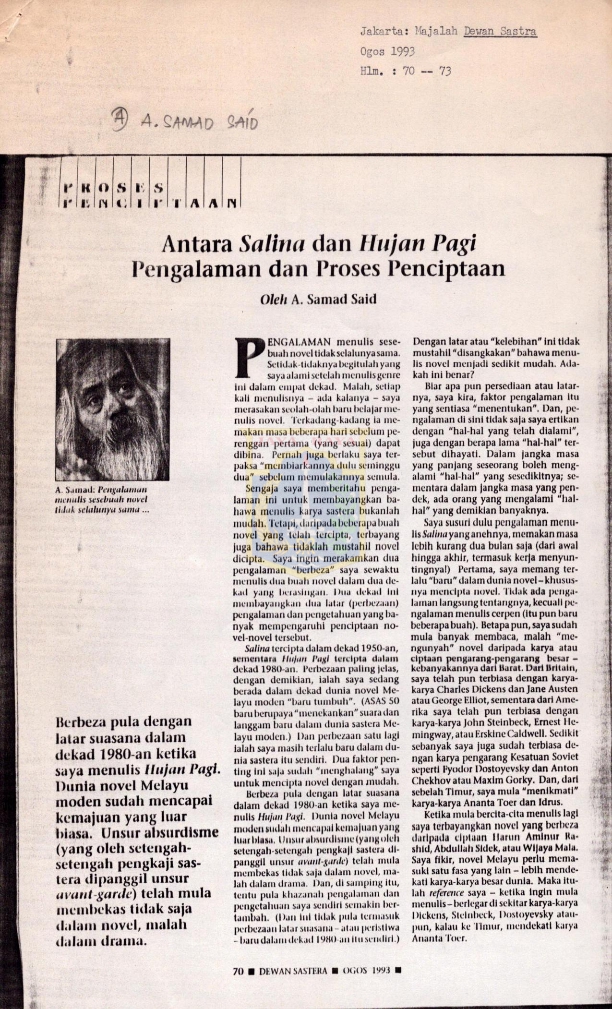 Jakarta: Majalah Dewan Sastra
Ogos 1993
Hlm. : 70 -- 73
A A. SAMAD SAID
PROSES
PENCIPTAAN
Antara Salina dan Hujan Pagi
Pengalaman dan Proses Penciptaan
Oleh A. Samad Said
A. Samad: Pengalaman
menulis sesebuah novel
tidak selalunya sama ...
Berbeza pula dengan
latar suasana dalam
dekad 1980-an ketika
saya menulis Hujan Pagi.
Dunia novel Melayu
moden sudah mencapai
kemajuan yang luar
biasa. Unsur absurdisme
(yang oleh setengah-
setengah pengkaji sas-
tera dipanggil unsur
avant-garde) telah mula
membekas tidak saja
dalam novel, malah
dalam drama.
PENGALAMAN menulis sese-
buah novel tidak selalunya sama.
Setidak-tidaknya begitulah yang
saya alami setelah menulis genre
ini dalam empat dekad. Malah, setiap
kali menulisnya – ada kalanya – saya
merasakan seolah-olah baru belajar me-
nulis novel. Terkadang-kadang ia me-
makan masa beberapa hari sebelum pe-
renggan pertama (yang sesuai) dapat
dibina. Pernah juga berlaku saya ter-
paksa "membiarkannya dulu seminggu
dua" sebelum memulakannya semula.
Sengaja saya memberitahu penga-
laman ini untuk membayangkan ba-
hawa menulis karya sastera bukanlah
mudah. Tetapi, daripada beberapa buah
novel yang telah tercipta, terbayang
juga bahawa tidaklah mustahil novel
dicipta. Saya ingin merakamkan dua
pengalaman "berbeza" saya sewaktu
menulis dua buah novel dalam dua de-
kad yang berasingan. Dua dekad ini
membayangkan dua latar (perbezaan)
pengalaman dan pengetahuan yang ba-
nyak mempengaruhi penciptaan no-
vel-novel tersebut.
Salina tercipta dalam dekad 1950-an,
sementara Hujan Pagi tercipta dalam
dekad 1980-an. Perbezaan paling jelas,
dengan demikian, ialah saya sedang
berada dalam dekad dunia novel Me-
layu moden "baru tumbuh". (ASAS 50
baru berupaya "menekankan" suara dan
langgam baru dalam dunia sastera Me-
layu moden.) Dan perbezaan satu lagi
ialah saya masih terlalu baru dalam du-
nia sastera itu sendiri. Dua faktor pen-
ting ini saja sudah "menghalang" saya
untuk mencipta novel dengan mudah.
Berbeza pula dengan latar suasana
dalam dekad 1980-an ketika saya me-
nulis Hujan Pagi. Dunia novel Melayu
moden sudah mencapai kemajuan yang
luar biasa. Unsur absurdisme (yang oleh
setengah-setengah pengkaji sastera di-
panggil unsur avant-garde) telah mula
membekas tidak saja dalam novel, ma-
lah dalam drama. Dan, di samping itu,
tentu pula khazanah pengalaman dan
pengetahuan saya sendiri semakin ber-
tambah. (Dan ini tidak pula termasuk
perbezaan latar suasana – atau peristiwa
– baru dalam dekad 1980-an itu sendiri.)
Dengan latar atau "kelebihan" ini tidak
mustahil "disangkakan" bahawa menu-
lis novel menjadi sedikit mudah. Ada-
kah ini benar?
Biar apa pun persediaan atau latar-
nya, saya kira, faktor pengalaman itu
yang sentiasa "menentukan". Dan, pe-
ngalaman di sini tidak saja saya ertikan
dengan "hal-hal yang telah dialami",
juga dengan berapa lama "hal-hal" ter-
sebut dihayati. Dalam jangka masa
yang panjang seseorang boleh meng-
alami "hal-hal" yang sesedikitnya; se-
mentara dalam jangka masa yang pen-
dek, ada orang yang mengalami "hal-
hal" yang demikian banyaknya.
Saya susuri dulu pengalaman menu-
lis Salina yang anehnya, memakan masa
lebih kurang dua bulan saja (dari awal
hingga akhir, termasuk kerja menyun-
tingnya!) Pertama, saya memang ter-
lalu "baru" dalam dunia novel – khusus-
nya mencipta novel. Tidak ada penga-
laman langsung tentangnya, kecuali pe-
ngalaman menulis cerpen (itu pun baru
beberapa buah). Betapa pun, saya sudah
mula banyak membaca, malah "me-
ngunyah" novel daripada karya atau
ciptaan pengarang-pengarang besar –
kebanyakannya dari Barat. Dari Britain,
saya telah pun terbiasa dengan karya-
karya Charles Dickens dan Jane Austen
atau George Elliot, sementara dari Ame-
rika saya telah pun terbiasa dengan
karya-karya John Steinbeck, Ernest He-
mingway, atau Erskine Caldwell. Sedikit
sebanyak saya juga sudah terbiasa de-
ngan karya pengarang Kesatuan Soviet
seperti Fyodor Dostoyevsky dan Anton
Chekhov atau Maxim Gorky. Dan, dari
sebelah Timur, saya mula "menikmati"
karya-karya Ananta Toer dan Idrus.
Ketika mula bercita-cita menulis lagi
saya terbayangkan novel yang berbeza
daripada ciptaan Harun Aminur Ra-
shid, Abdullah Sidek, atau Wijaya Mala.
Saya fikir, novel Melayu perlu mema-
suki satu fasa yang lain – lebih mende-
kati karya-karya besar dunia. Maka itu-
lah reference saya – ketika ingin mula
menulis – berlegar di sekitar karya-karya
Dickens, Steinbeck, Dostoyevsky atau-
pun, kalau ke Timur, mendekati karya
Ananta Toer.
70 ■ DEWAN SASTERA ■ OGOS 1993 ■